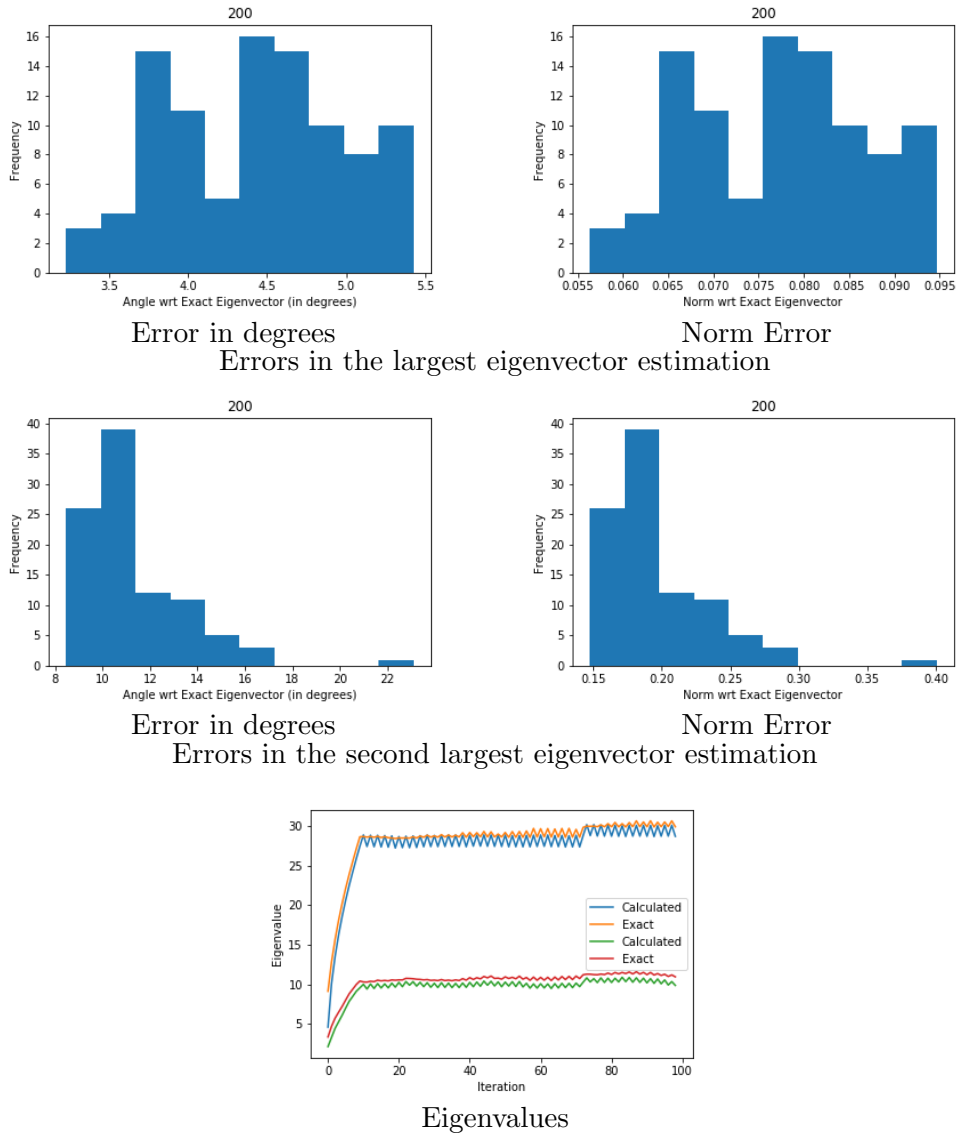 200
16
14
12
10
8
6
4
2
0
Frequency
3.5 4.0 4.5 5.0 5.5
Angle wrt Exact Eigenvector (in degrees)
Error in degrees
200
16
14
12
10
8
6
4
2
0
Frequency
0.055 0.060 0.065 0.070 0.075 0.080 0.085 0.090 0.095
Norm wrt Exact Eigenvector
Norm Error
Errors in the largest eigenvector estimation
200
40
35
30
25
20
15
10
5
0
Frequency
8 10 12 14 16 18 20 22
Angle wrt Exact Eigenvector (in degrees)
Error in degrees
200
40
35
30
25
20
15
10
5
0
Frequency
0.15 0.20 0.25 0.30 0.35 0.40
Norm wrt Exact Eigenvector
Norm Error
Errors in the second largest eigenvector estimation
30
25
20
15
10
5
Eigenvalue
Calculated
Exact
Calculated
Exact
0 20 40 60 80 100
Iteration
Eigenvalues